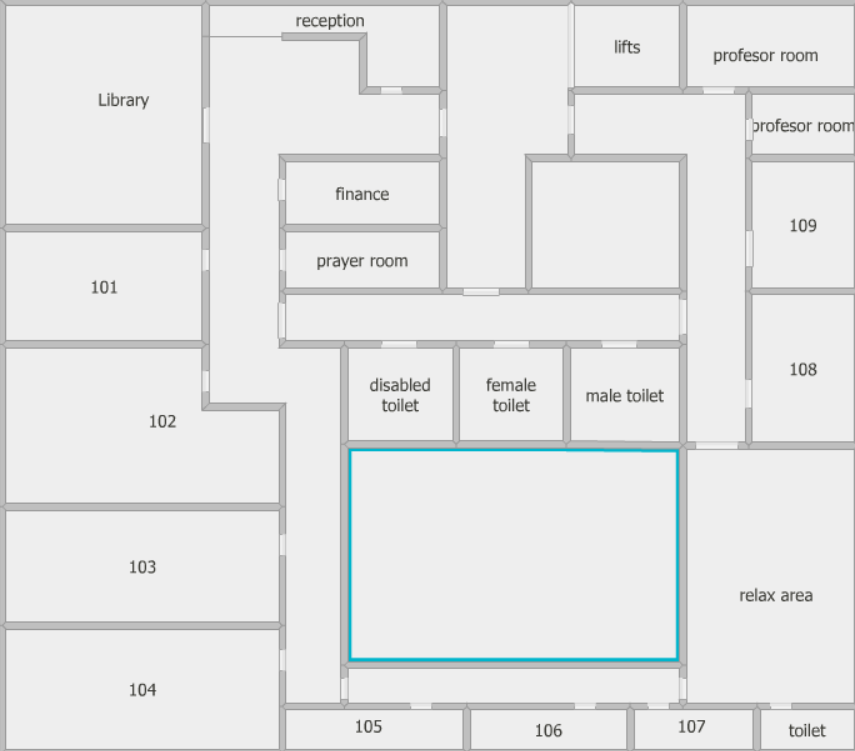 reception
lifts
profesor room
Library
profesor room
finance
109
prayer room
101
108
disabled
toilet
female
toilet
male toilet
102
103
relax area
104
105
106
107
toilet